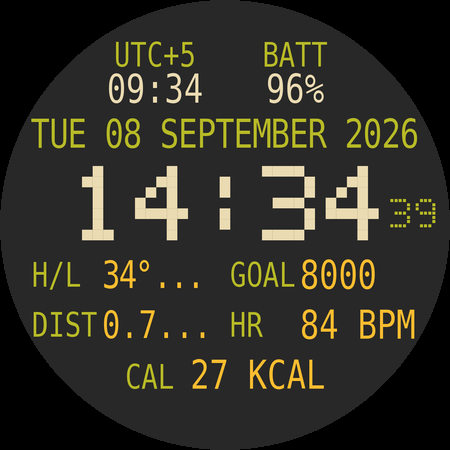 UTC+5 BATT
09:34 96%
TUE 08 SEPTEMBER 2026
14:34 39
H/L 34°... GOAL 8000
DIST 0.7... HR 84 BPM
CAL 27 KCAL